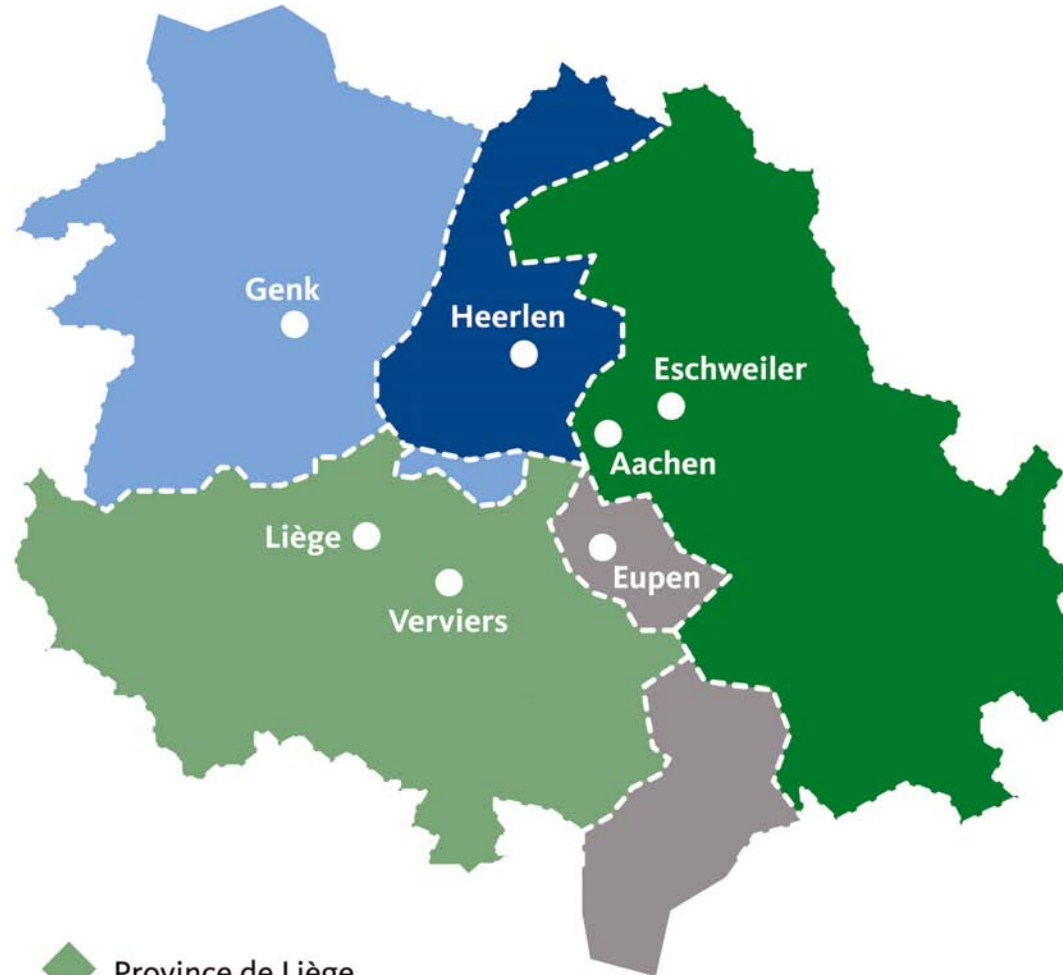 Genk
Heerlen
Eschweiler
Aachen
Liège
Eupen
Verviers
Province de Liège